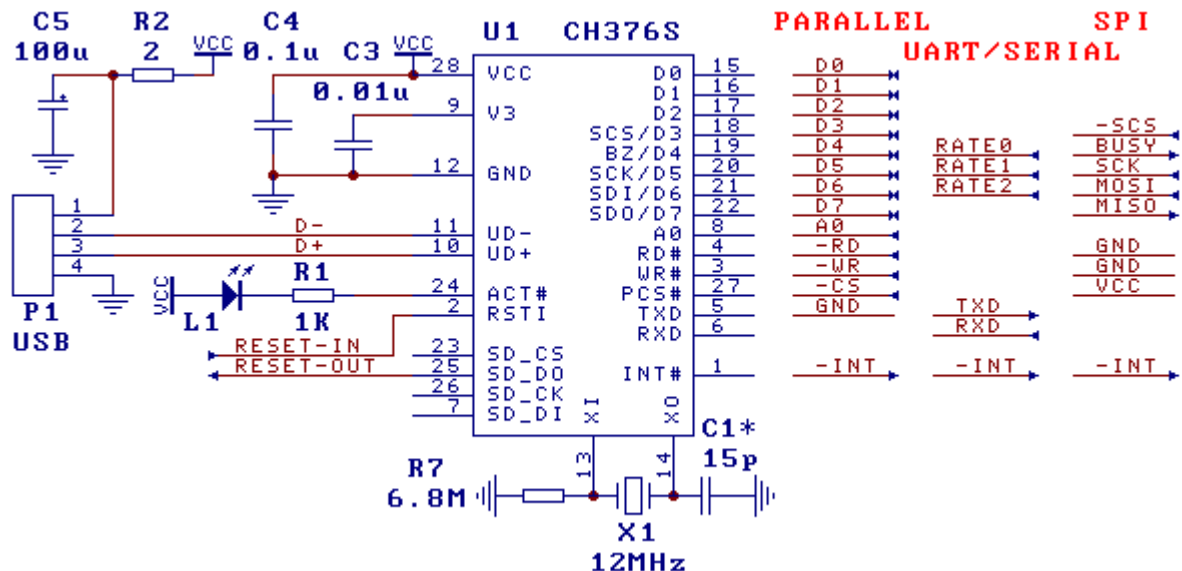 C5
100u
R2
2
VCC
C4
0.1u
C3
0.01u
VCC
U1 CH376S
PARALLEL
UART/SERIAL
SPI
28 VCC
9 V3
12 GND
11 UD-
10 UD+
24 ACT#
2 RSTI
23 SD_CS
25 SD_DO
26 SD_CK
7 SD_DI
D0 15
D1 16
D2 17
SCS/D3 18
BZ/D4 19
SCK/D5 20
SDI/D6 21
SDO/D7 22
A0 8
RD# 4
WR# 3
PCS# 27
TXD 5
RXD 6
INT# 1
XI
XO
13
14
1
2
3
4
D-
D+
P1
USB
VCC
L1
R1
1K
RESET-IN
RESET-OUT
R7
6.8M
X1
12MHz
C1*
15p
D0
D1
D2
D3
D4
D5
D6
D7
A0
-RD
-WR
-CS
GND
-INT
RATE0
RATE1
RATE2
TXD
RXD
-INT
-SCS
BUSY
SCK
MOSI
MISO
GND
GND
VCC
-INT